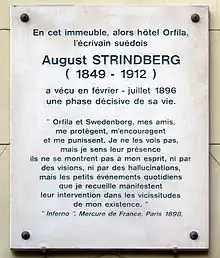 En cet immeuble, alors hôtel Orfila,
l'écrivain suédois
August STRINDBERG
( 1849 - 1912 )
a vécu en février - juillet 1896
une phase décisive de sa vie.
" Orfila et Swedenborg, mes amis,
me protègent, m'encouragent
et me punissent. Je ne les vois pas,
mais je sens leur présence
ils ne se montrent pas à mon esprit, ni par
des visions, ni par des hallucinations,
mais les petits événements quotidiens
que je recueille manifestent
leur intervention dans les vicissitudes
de mon existence. "
" Inferno ", Mercure de France, Paris 1898.